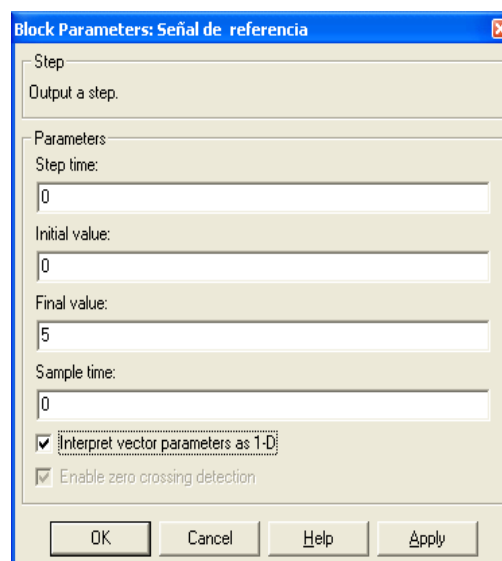 Block Parameters: Señal de referencia
Step
Output a step.
Parameters
Step time:
0
Initial value:
0
Final value:
5
Sample time:
0
Interpret vector parameters as 1-D
Enable zero crossing detection
OK Cancel Help Apply